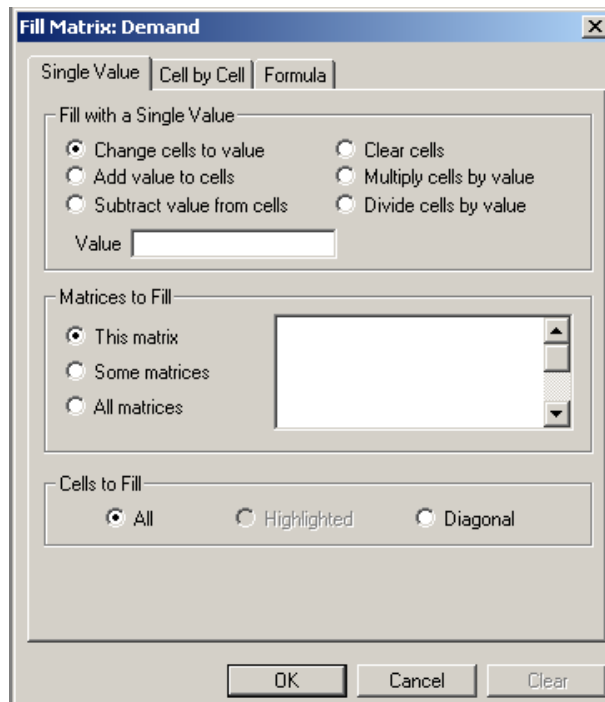 Fill Matrix: Demand
Single Value Cell by Cell Formula
Fill with a Single Value
Change cells to value Clear cells
Add value to cells Multiply cells by value
Subtract value from cells Divide cells by value
Value
Matrices to Fill
This matrix
Some matrices
All matrices
Cells to Fill
All Highlighted Diagonal
OK Cancel Clear